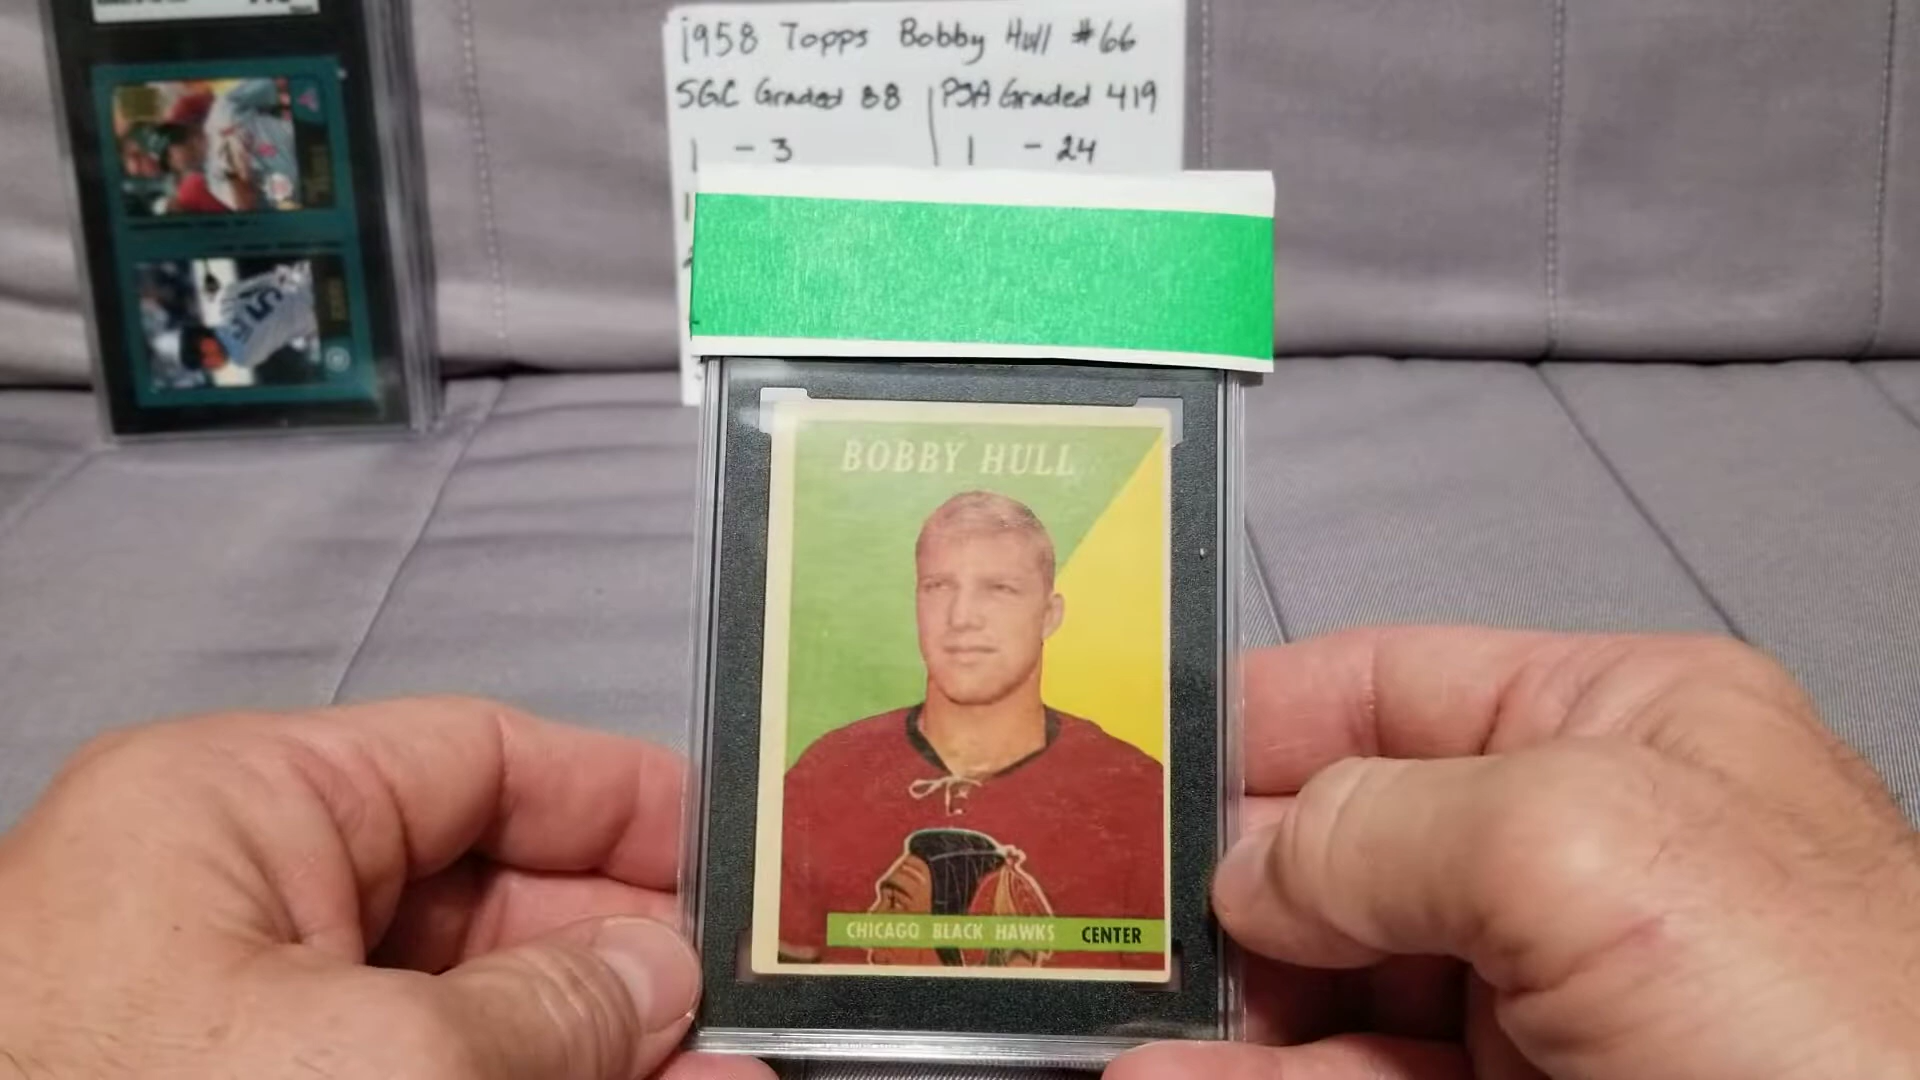 1958 Topps Bobby Hull #66
SGC Graded 88 | PSA Graded 419
1 - 3 | 1 - 24
BOBBY HULL
CHICAGO BLACK HAWKS CENTER